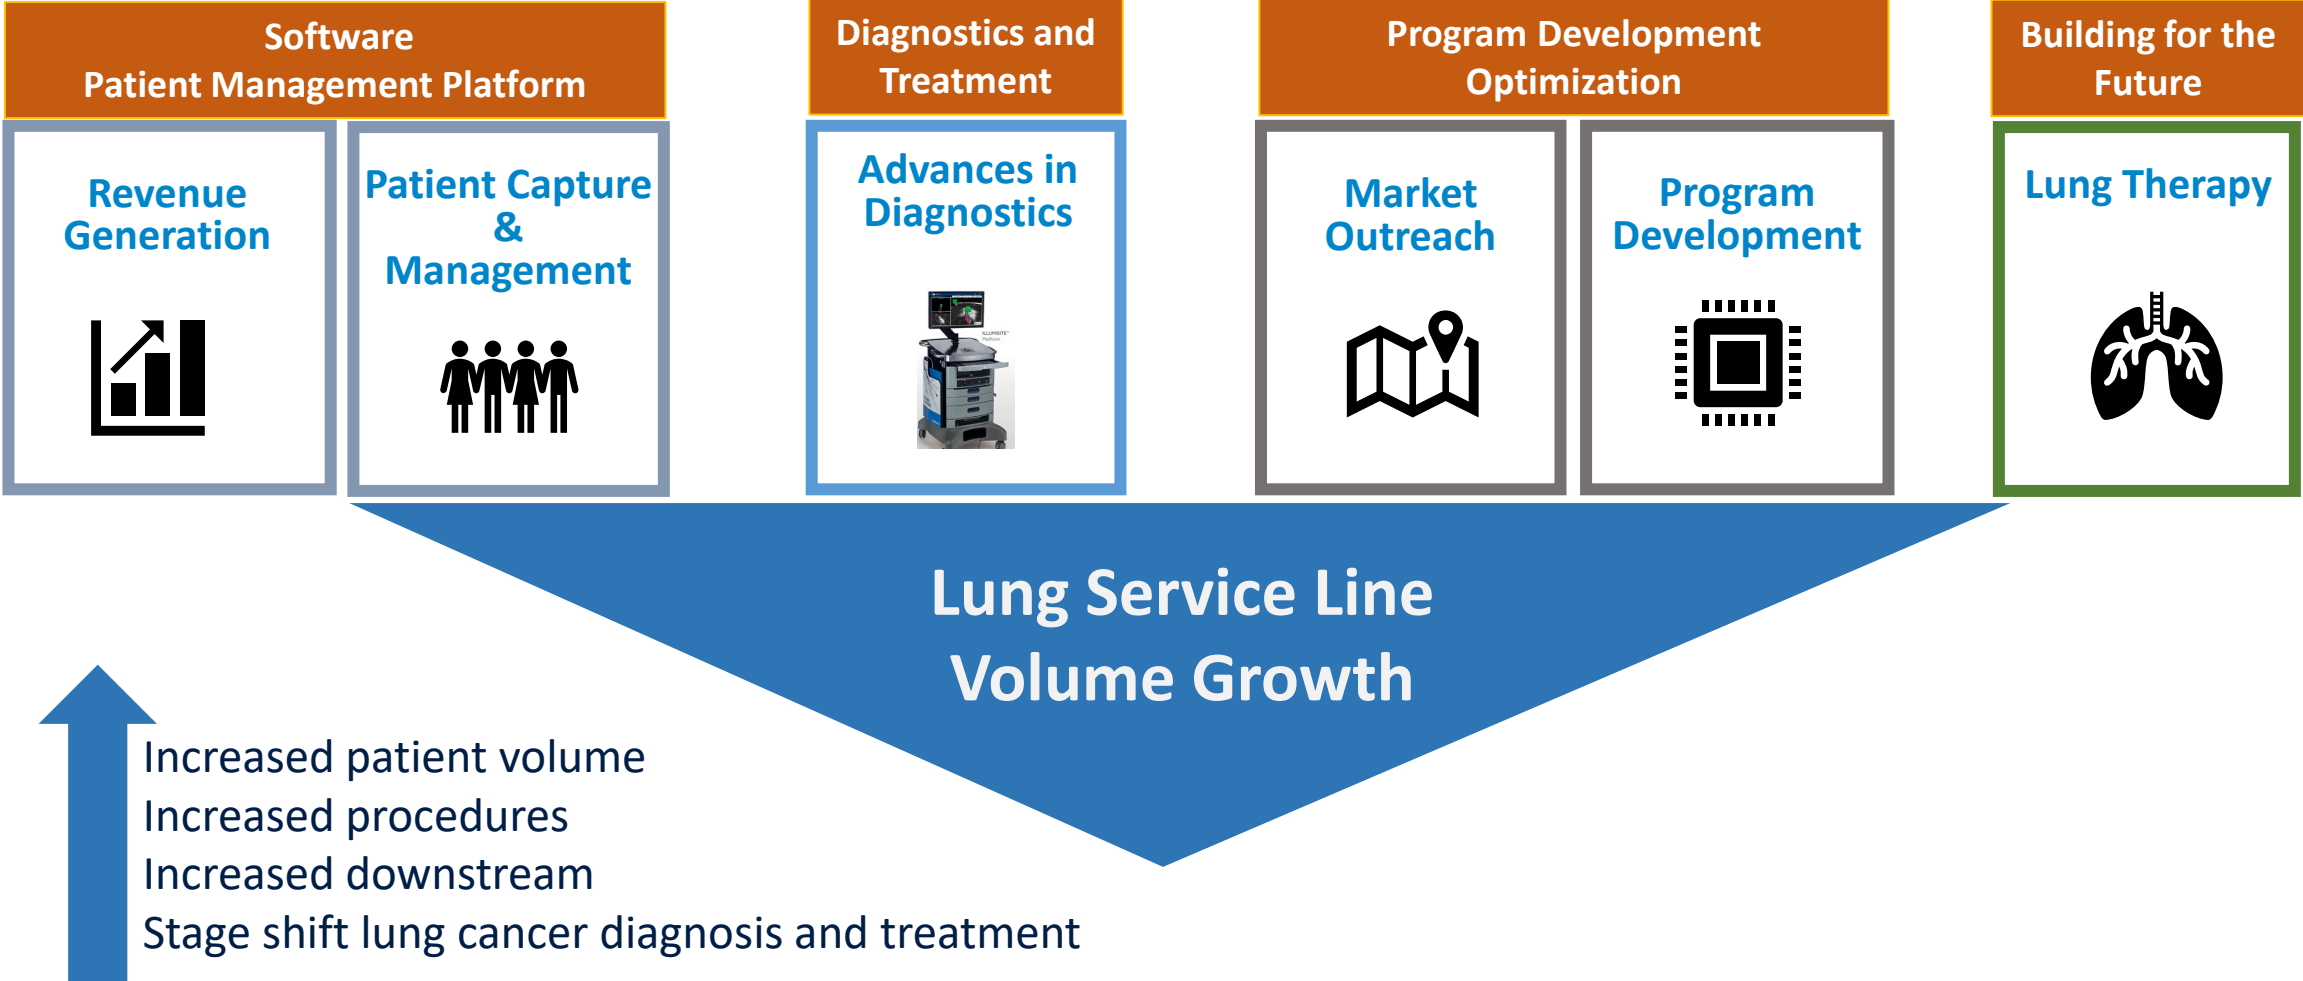 Software
Patient Management Platform
Diagnostics and
Treatment
Program Development
Optimization
Building for the
Future
Revenue
Generation
Patient Capture
&
Management
Advances in
Diagnostics
ILLUMISITE™
Platform
Market
Outreach
Program
Development
Lung Therapy
Lung Service Line
Volume Growth
Increased patient volume
Increased procedures
Increased downstream
Stage shift lung cancer diagnosis and treatment